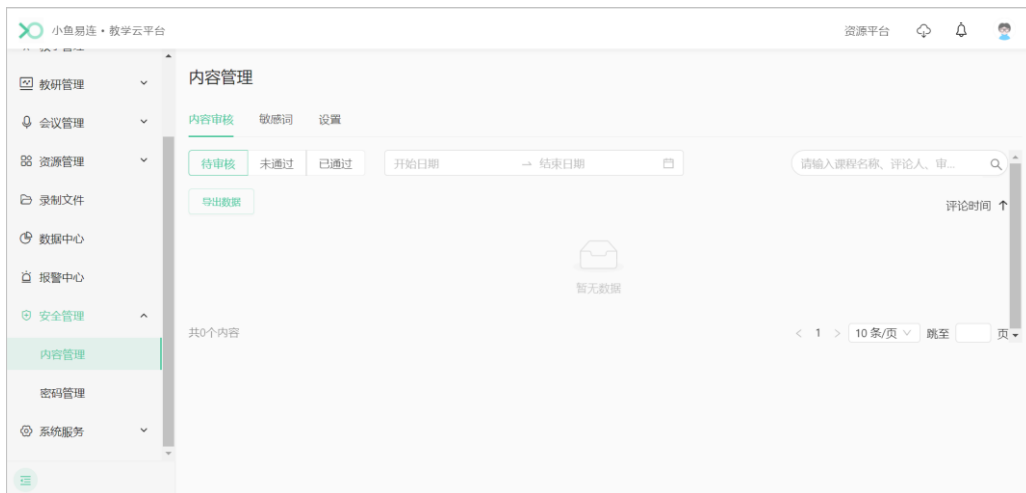 小鱼易连·教学云平台
资源平台
教学管理
教研管理
会议管理
资源管理
录制文件
数据中心
报警中心
安全管理
内容管理
密码管理
系统服务
内容管理
内容审核 敏感词 设置
待审核 未通过 已通过 开始日期 → 结束日期 请输入课程名称、评论人、审...
导出数据
评论时间
暂无数据
共0个内容
< 1 > 10 条/页 跳至 页